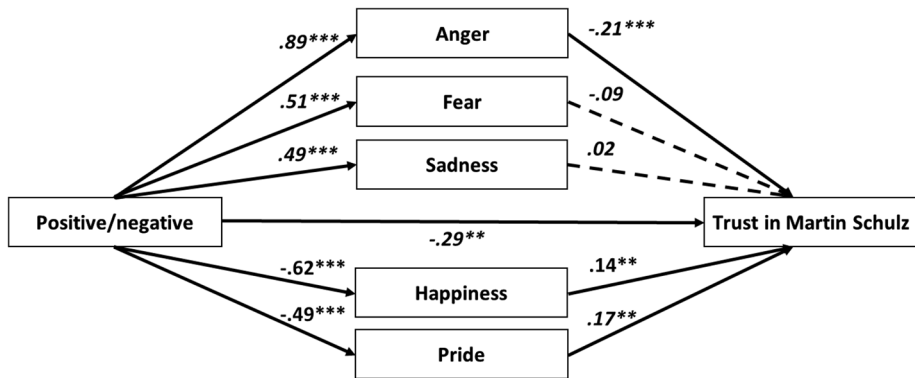 Anger
.89***
-.21***
Fear
.51***
-.09
Sadness
.49***
.02
Positive/negative
Trust in Martin Schulz
-.29**
-.62***
.14**
Happiness
-.49***
.17**
Pride